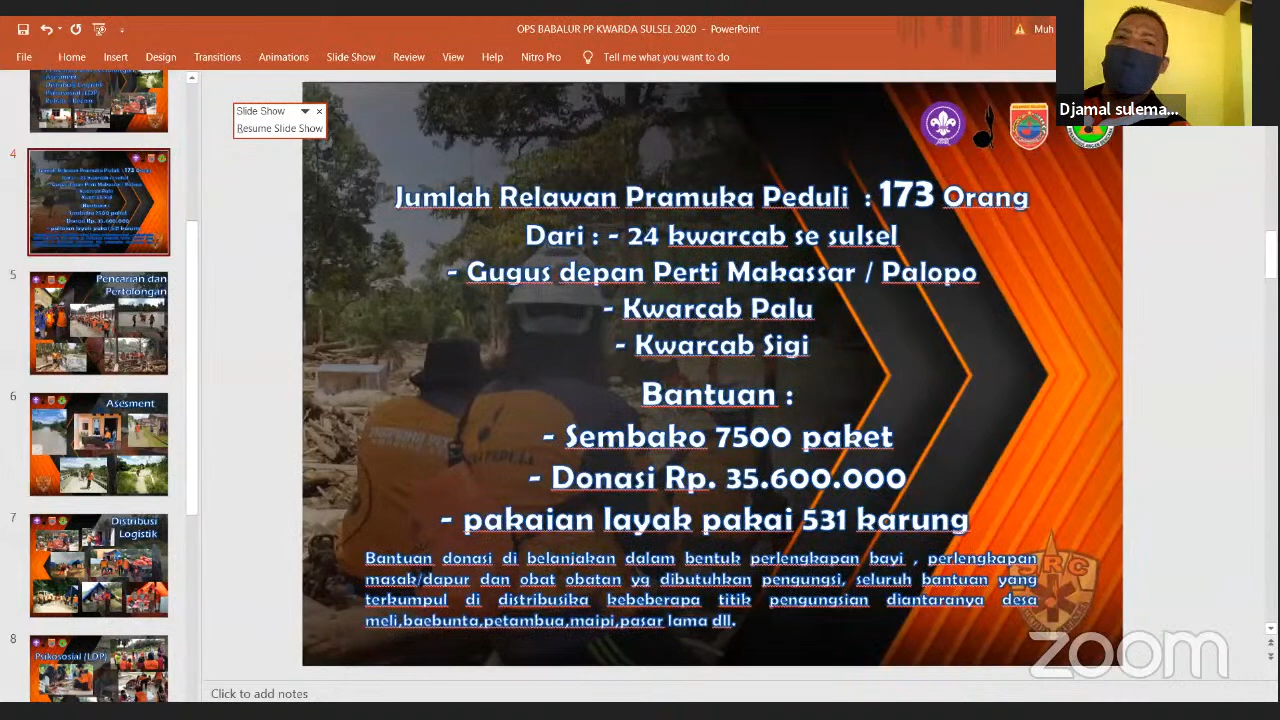 OPS BABALUR PP KWARDA SULSEL 2020 - PowerPoint
Muh
File Home Insert Design Transitions Animations Slide Show Review View Help Nitro Pro Tell me what you want to do
Djamal sulema...
Slide Show
Resume Slide Show
4
5
Pencarian dan
Pertolongan
6
Asesment
7
Distribusi
Logistik
8
Psikososial (LDP)
Jumlah Relawan Pramuka Peduli : 173 Orang
Dari : - 24 kwarcab se sulsel
- Gugus depan Perti Makassar / Palopo
- Kwarcab Palu
- Kwarcab Sigi
Bantuan :
- Sembako 7500 paket
- Donasi Rp. 35.600.000
- pakaian layak pakai 531 karung
Bantuan donasi di belanjakan dalam bentuk perlengkapan bayi , perlengkapan
masak/dapur dan obat obatan yg dibutuhkan pengungsi, seluruh bantuan yang
terkumpul di distribusika kebeberapa titik pengungsian diantaranya desa
meli,baebunta,petambua,maipi,pasar lama dll.
zoom
Click to add notes